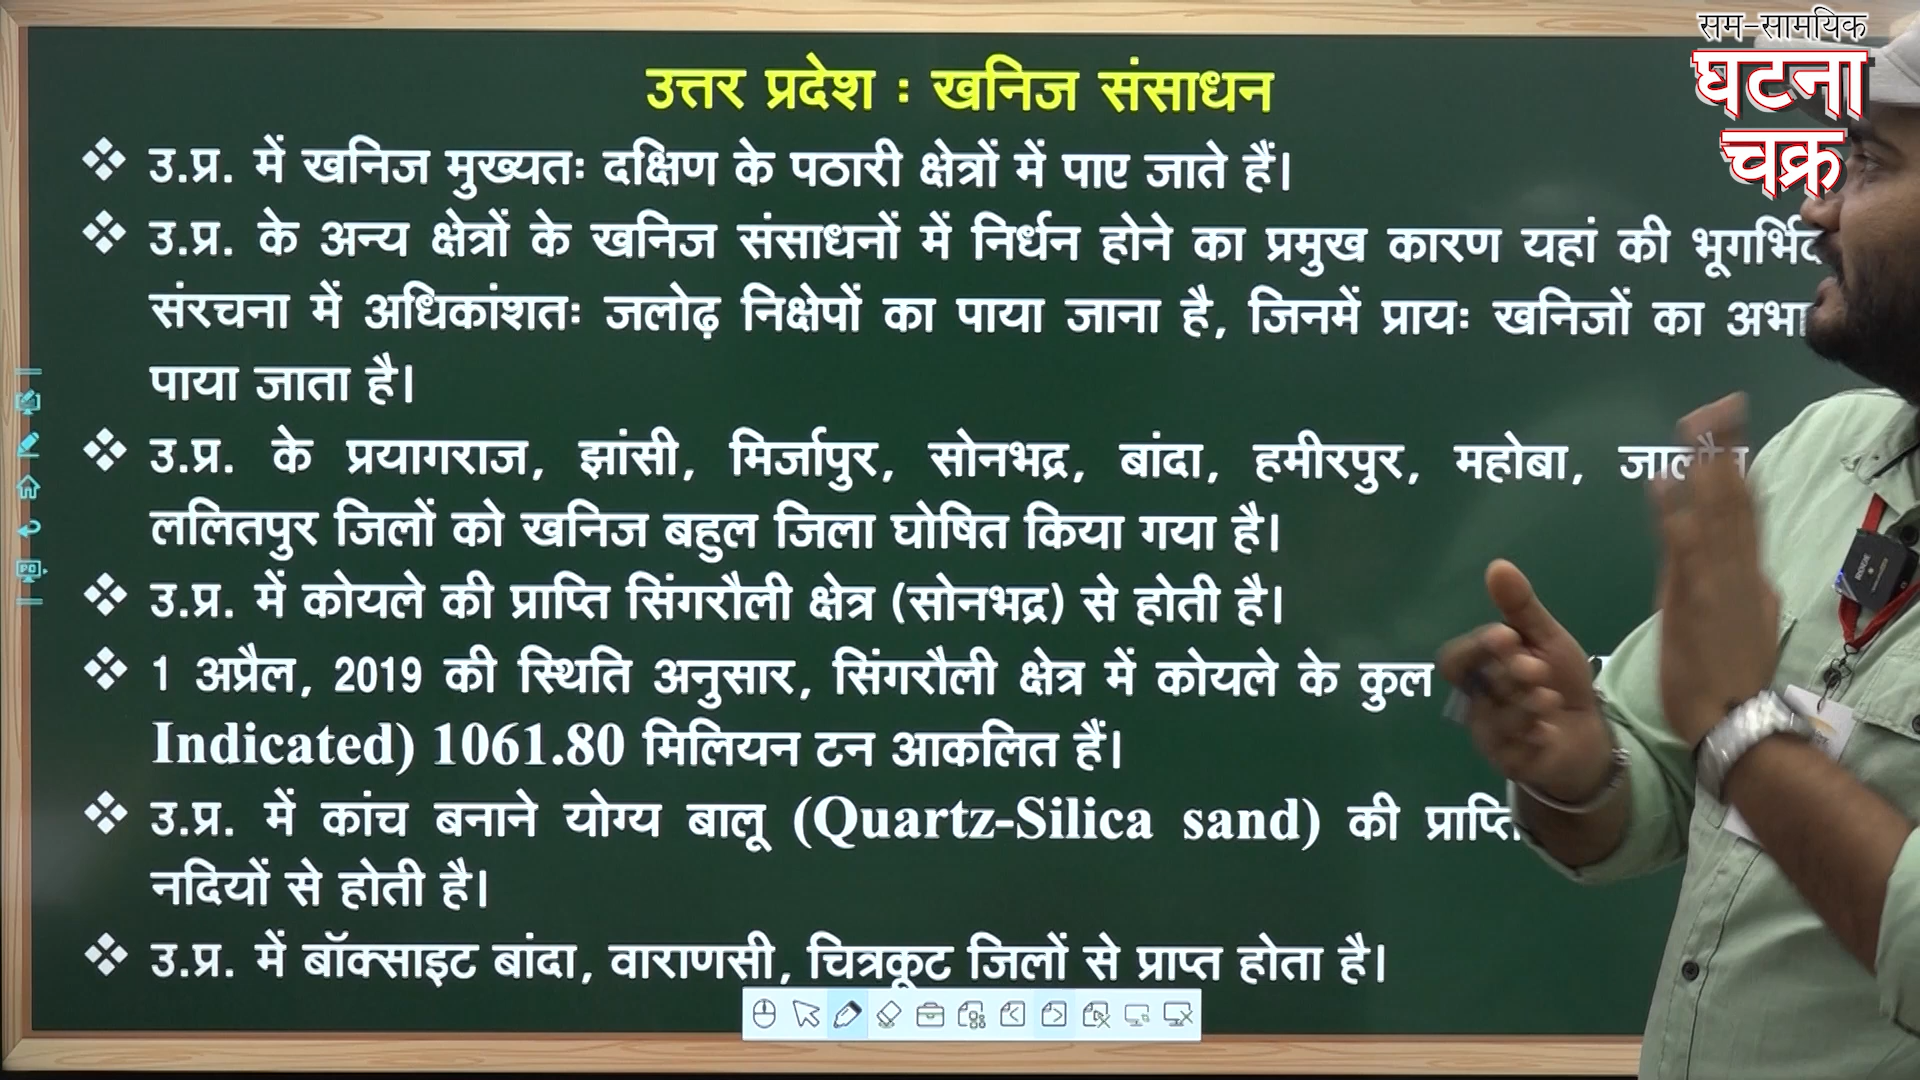 सम-सामयिक
घटना
चक्र
उत्तर प्रदेश : खनिज संसाधन
❖ उ.प्र. में खनिज मुख्यतः दक्षिण के पठारी क्षेत्रों में पाए जाते हैं।
❖ उ.प्र. के अन्य क्षेत्रों के खनिज संसाधनों में निर्धन होने का प्रमुख कारण यहां की
संरचना में अधिकांशतः जलोढ़ निक्षेपों का पाया जाना है, जिनमें प्रायः खनिजों का
पाया जाता है।
❖ उ.प्र. के प्रयागराज, झांसी, मिर्जापुर, सोनभद्र, बांदा, हमीरपुर, महोबा,
ललितपुर जिलों को खनिज बहुल जिला घोषित किया गया है।
❖ उ.प्र. में कोयले की प्राप्ति सिंगरौली क्षेत्र (सोनभद्र) से होती है।
❖ 1 अप्रैल, 2019 की स्थिति अनुसार, सिंगरौली क्षेत्र में कोयले के कुल
Indicated) 1061.80 मिलियन टन आकलित हैं।
❖ उ.प्र. में कांच बनाने योग्य बालू (Quartz-Silica sand) की प्राप्ति
नदियों से होती है।
❖ उ.प्र. में बॉक्साइट बांदा, वाराणसी, चित्रकूट जिलों से प्राप्त होता है।